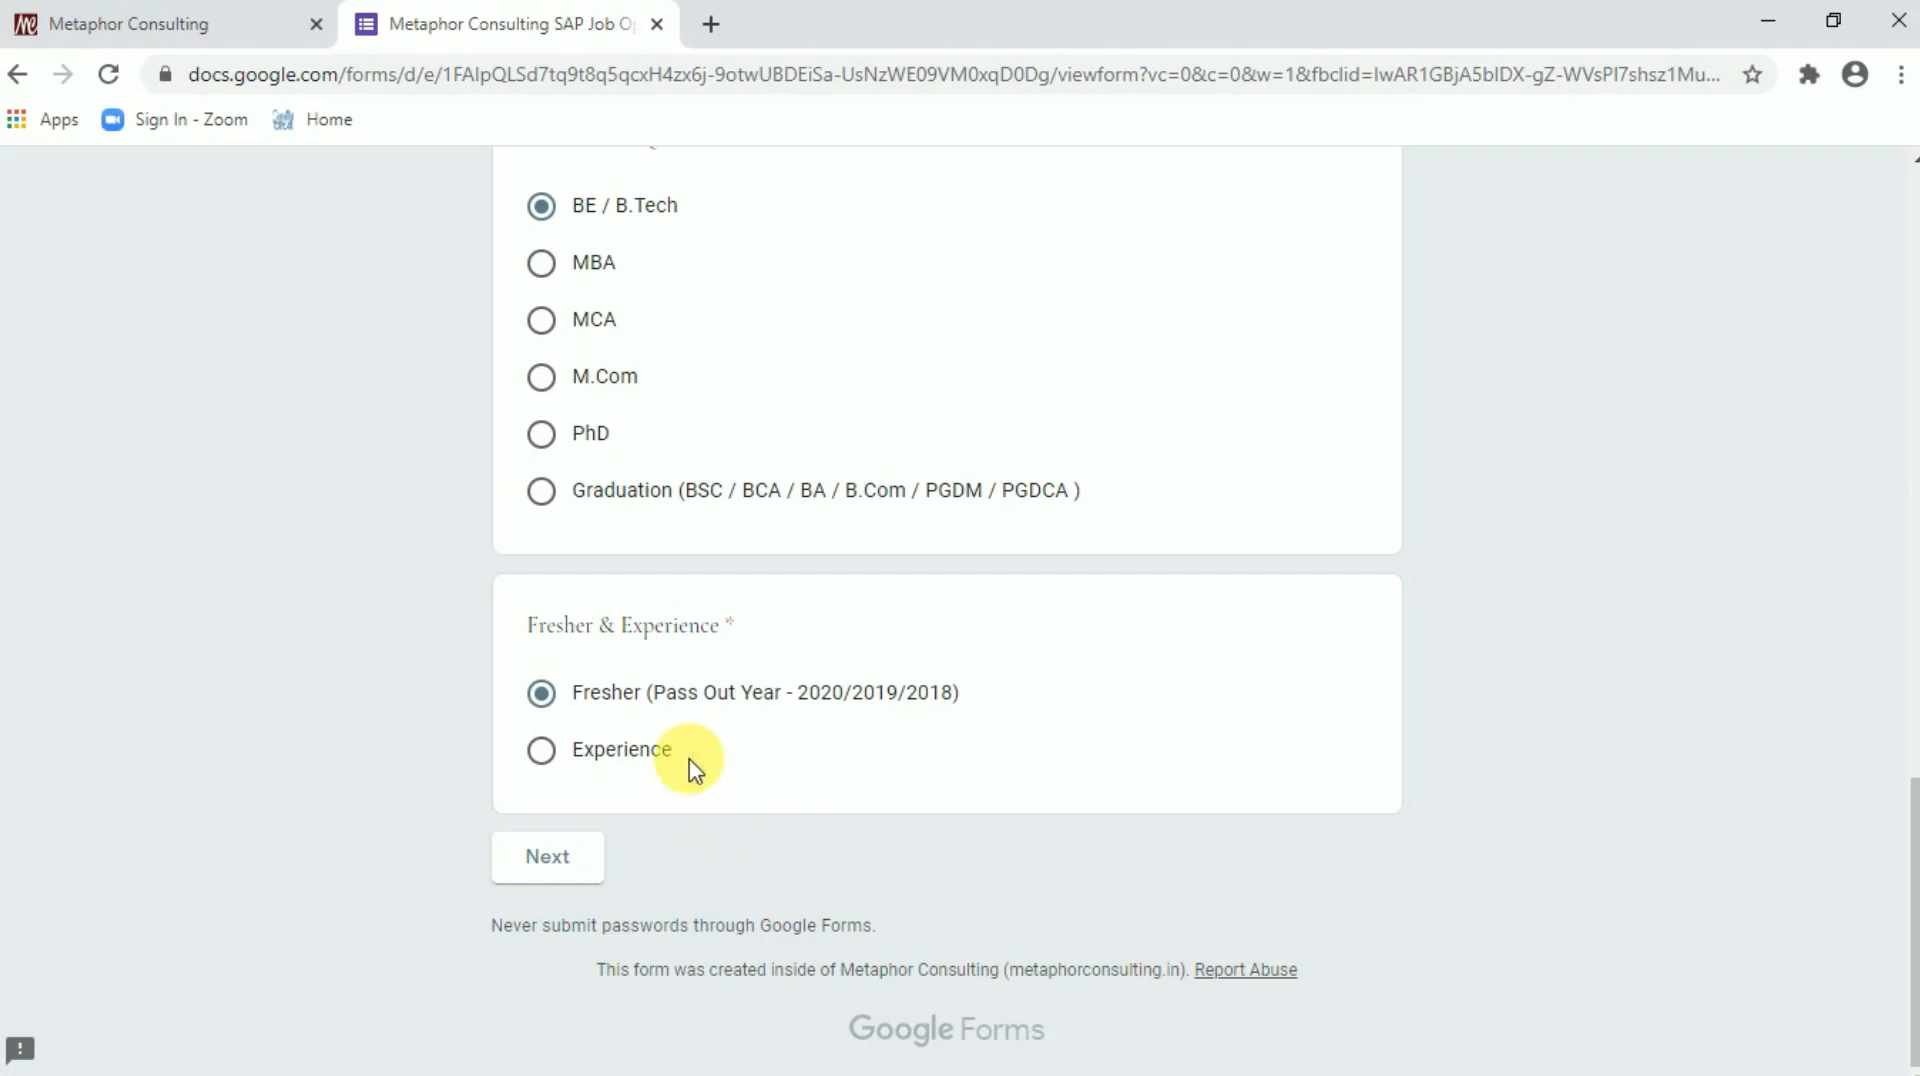 Metaphor Consulting
Metaphor Consulting SAP Job Op
docs.google.com/forms/d/e/1FAIpQLSd7tq9t8q5qcxH4zx6j-9otwUBDEiSa-UsNzWE09VM0xqD0Dg/viewform?vc=0&c=0&w=1&fbclid=IwAR1GBjA5bIDX-gZ-WVsPI7shsz1Mu...
Apps
Sign In - Zoom
Home
BE / B.Tech
MBA
MCA
M.Com
PhD
Graduation (BSC / BCA / BA / B.Com / PGDM / PGDCA )
Fresher & Experience *
Fresher (Pass Out Year - 2020/2019/2018)
Experience
Next
Never submit passwords through Google Forms.
This form was created inside of Metaphor Consulting (metaphorconsulting.in). Report Abuse
Google Forms